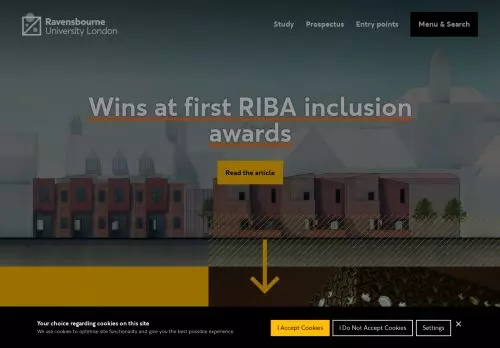 Ravensbourne
University London
Study
Prospectus
Entry points
Menu & Search
Wins at first RIBA inclusion
awards
Read the article
Your choice regarding cookies on this site
We use cookies to optimise site functionality and give you the best possible experience
I Accept Cookies
I Do Not Accept Cookies
Settings